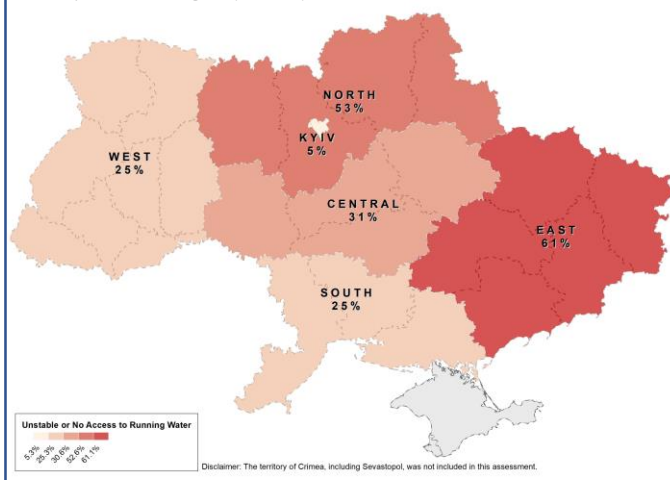 NORTH
53%
KYIV
5%
WEST
25%
CENTRAL
31%
EAST
61%
SOUTH
25%
Unstable or No Access to Running Water
5.3%
25.3%
30.6%
52.6%
61.1%
Disclaimer: The territory of Crimea, including Sevastopol, was not included in this assessment.